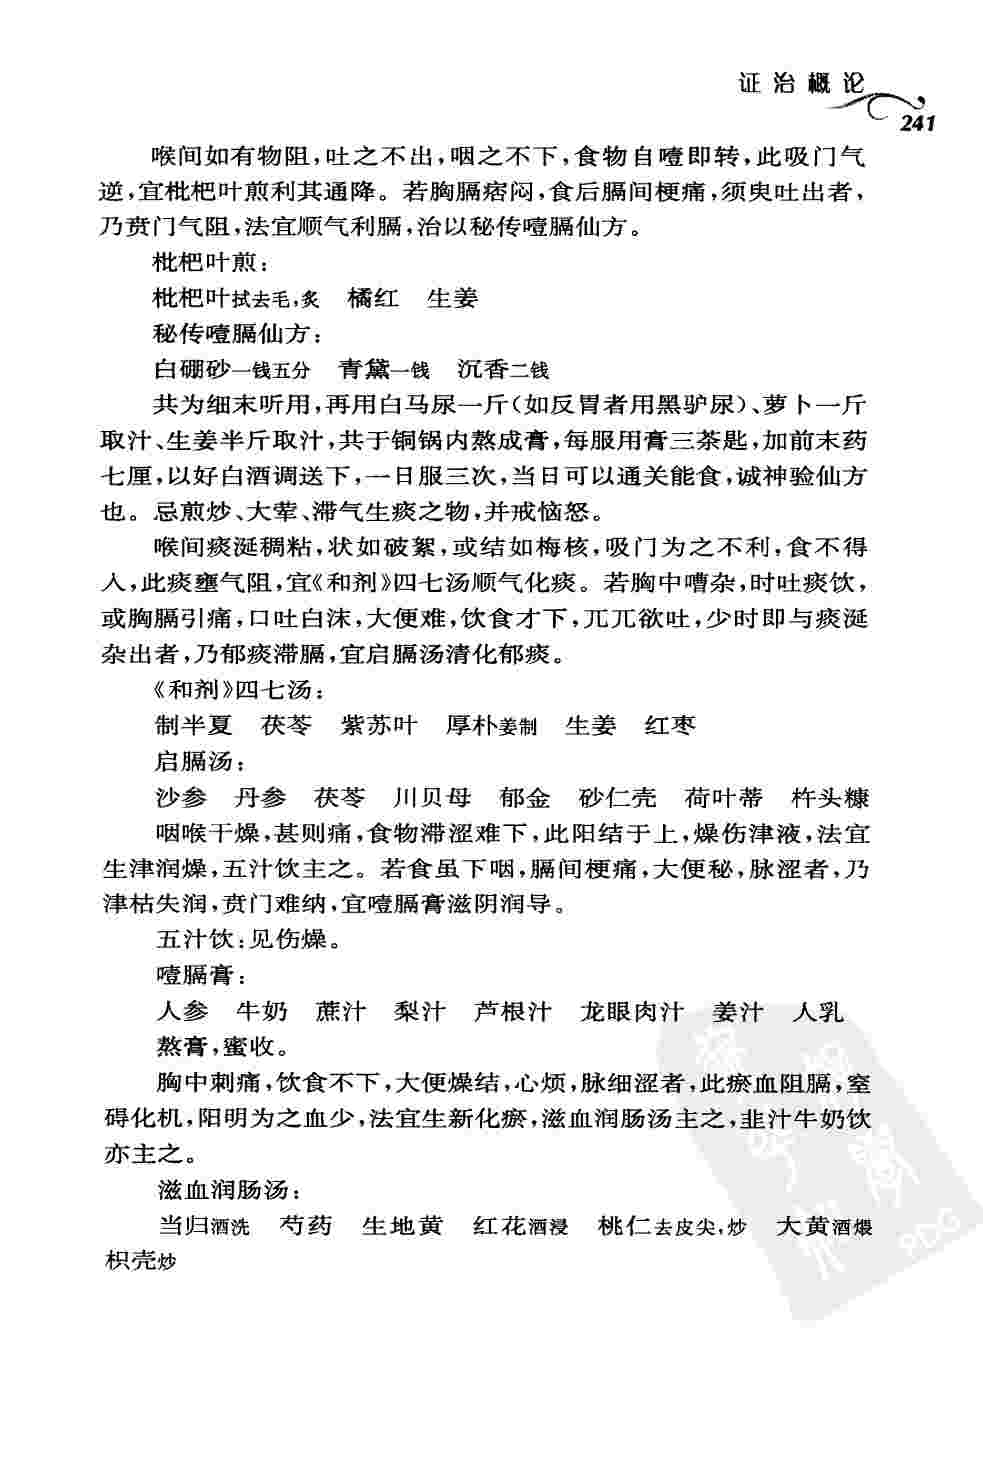 证治概论
241
喉间如有物阻，吐之不出，咽之不下，食物自噎即转，此吸门气
逆，宜枇杷叶煎利其通降。若胸膈痞闷，食后膈间梗痛，须臾吐出者，
乃贲门气阻，法宜顺气利膈，治以秘传噎膈仙方。
枇杷叶煎：
枇杷叶拭去毛，炙　橘红　生姜
秘传噎膈仙方：
白硼砂一钱五分　青黛一钱　沉香二钱
共为细末听用，再用白马尿一斤（如反胃者用黑驴尿）、萝卜一斤
取汁、生姜半斤取汁，共于铜锅内熬成膏，每服用膏三茶匙，加前末药
七厘，以好白酒调送下，一日服三次，当日可以通关能食，诚神验仙方
也。忌煎炒、大荤、滞气生痰之物，并戒恼怒。
喉间痰涎稠粘，状如破絮，或结如梅核，吸门为之不利，食不得
人，此痰壅气阻，宜《和剂》四七汤顺气化痰。若胸中嘈杂，时吐痰饮，
或胸膈引痛，口吐白沫，大便难，饮食才下，兀兀欲吐，少时即与痰涎
杂出者，乃郁痰滞膈，宜启膈汤清化郁痰。
《和剂》四七汤：
制半夏　茯苓　紫苏叶　厚朴姜制　生姜　红枣
启膈汤：
沙参　丹参　茯苓　川贝母　郁金　砂仁壳　荷叶蒂　杵头糠
咽喉干燥，甚则痛，食物滞涩难下，此阳结于上，燥伤津液，法宜
生津润燥，五汁饮主之。若食虽下咽，膈间梗痛，大便秘，脉涩者，乃
津枯失润，贲门难纳，宜噎膈膏滋阴润导。
五汁饮：见伤燥。
噎膈膏：
人参　牛奶　蔗汁　梨汁　芦根汁　龙眼肉汁　姜汁　人乳
熬膏，蜜收。
胸中刺痛，饮食不下，大便燥结，心烦，脉细涩者，此瘀血阻膈，窒
碍化机，阳明为之血少，法宜生新化瘀，滋血润肠汤主之，韭汁牛奶饮
亦主之。
滋血润肠汤：
当归酒洗　芍药　生地黄　红花酒浸　桃仁去皮尖，炒　大黄酒煨
枳壳炒
PDG